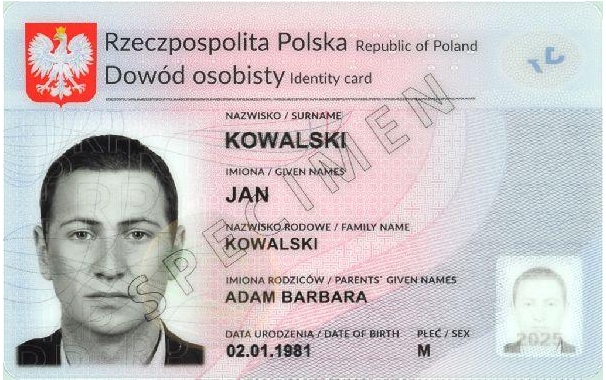 Rzeczpospolita Polska Republic of Poland
Dowód osobisty Identity card
NAZWISKO / SURNAME
KOWALSKI
IMIONA / GIVEN NAMES
JAN
NAZWISKO RODOWE / FAMILY NAME
KOWALSKI
IMIONA RODZICÓW / PARENTS' GIVEN NAMES
ADAM BARBARA
DATA URODZENIA / DATE OF BIRTH PŁEĆ / SEX
02.01.1981 M
SPECIMEN
2025